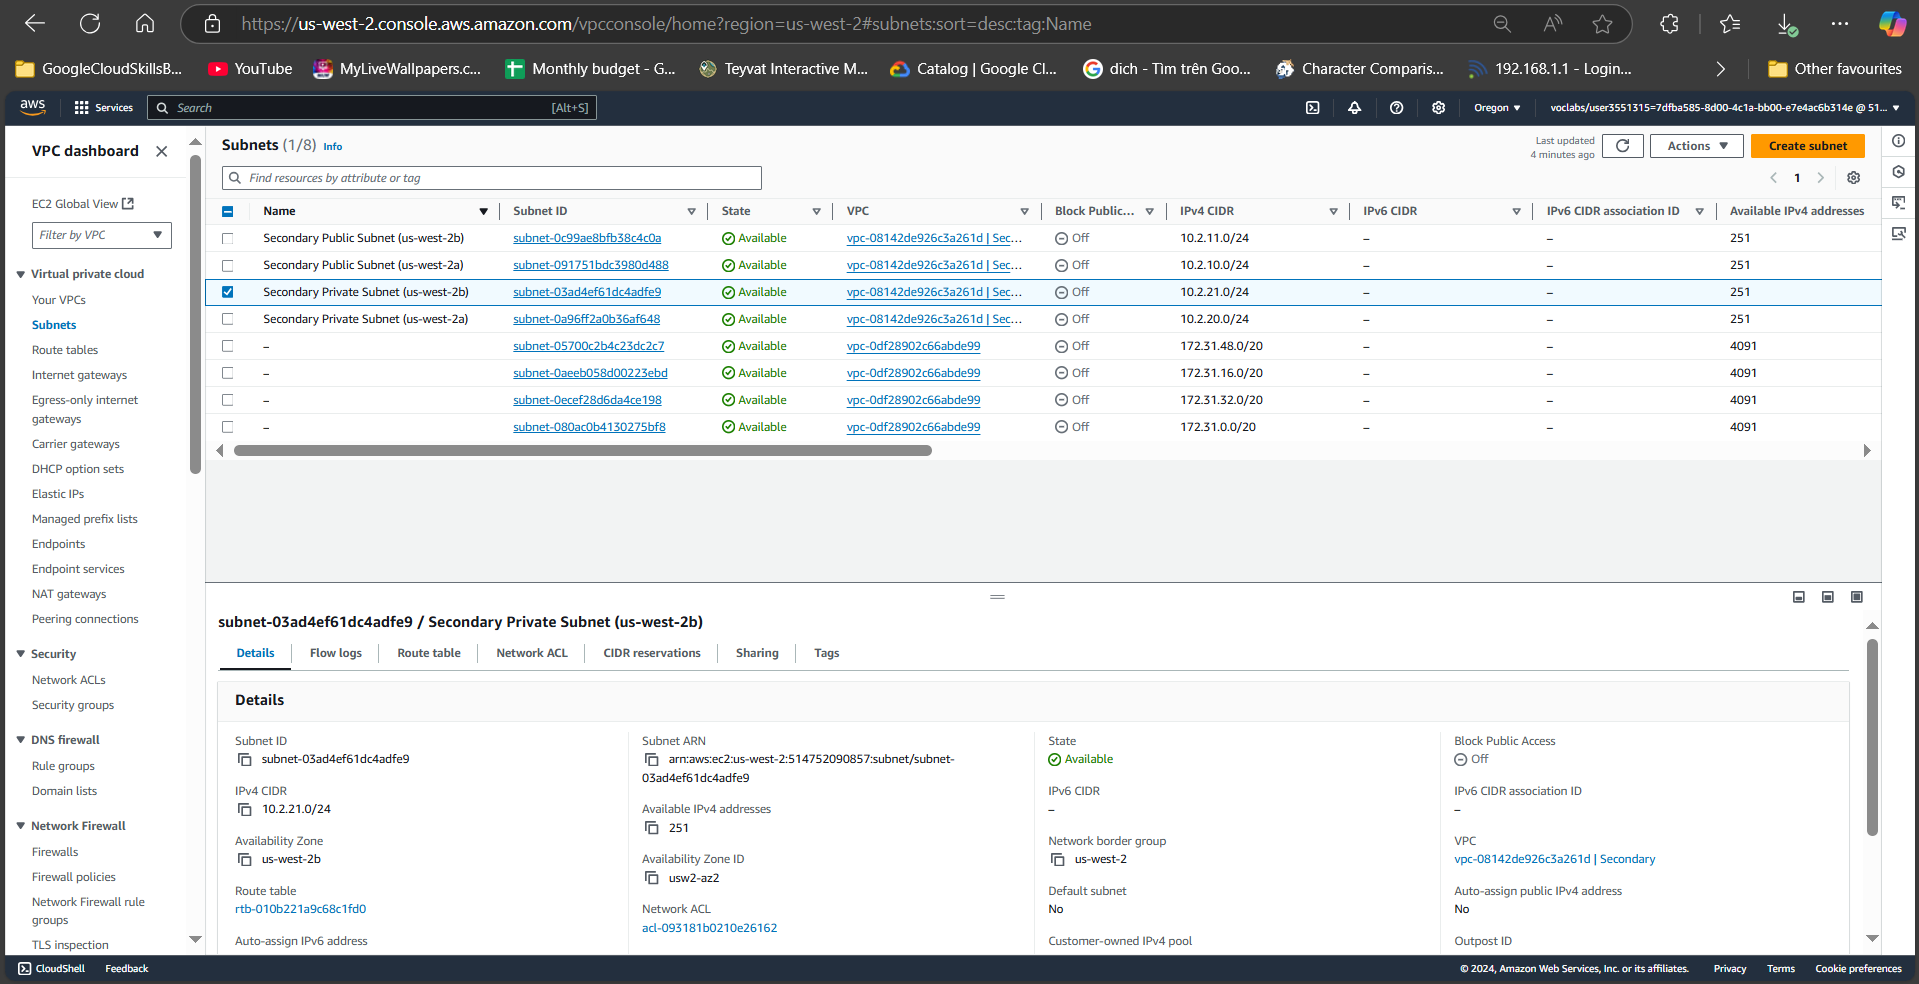 https://us-west-2.console.aws.amazon.com/vpcconsole/home?region=us-west-2#subnets:sort=desc:tag:Name
GoogleCloudSkillsB... YouTube MyLiveWallpapers.c... Monthly budget - G... Teyvat Interactive M... Catalog | Google Cl... dich - Tìm trên Goo... Character Comparis... 192.168.1.1 - Login... Other favourites
aws Services Search [Alt+S] Oregon voclabs/user3551315=7dfba585-8d00-4c1a-bb00-e7e4ac6b314e @ 51...
VPC dashboard
EC2 Global View
Filter by VPC
Virtual private cloud
Your VPCs
Subnets
Route tables
Internet gateways
Egress-only internet
gateways
Carrier gateways
DHCP option sets
Elastic IPs
Managed prefix lists
Endpoints
Endpoint services
NAT gateways
Peering connections
Security
Network ACLs
Security groups
DNS firewall
Rule groups
Domain lists
Network Firewall
Firewalls
Firewall policies
Network Firewall rule
groups
TLS inspection
Subnets (1/8) Info
Last updated
4 minutes ago
Actions
Create subnet
Find resources by attribute or tag
1
Name Subnet ID State VPC Block Public... IPv4 CIDR IPv6 CIDR IPv6 CIDR association ID Available IPv4 addresses
Secondary Public Subnet (us-west-2b) subnet-0c99ae8bfb38c4c0a Available vpc-08142de926c3a261d | Sec... Off 10.2.11.0/24 – – 251
Secondary Public Subnet (us-west-2a) subnet-091751bdc3980d488 Available vpc-08142de926c3a261d | Sec... Off 10.2.10.0/24 – – 251
Secondary Private Subnet (us-west-2b) subnet-03ad4ef61dc4adfe9 Available vpc-08142de926c3a261d | Sec... Off 10.2.21.0/24 – – 251
Secondary Private Subnet (us-west-2a) subnet-0a96ff2a0b36af648 Available vpc-08142de926c3a261d | Sec... Off 10.2.20.0/24 – – 251
– subnet-05700c2b4c23dc2c7 Available vpc-0df28902c66abde99 Off 172.31.48.0/20 – – 4091
– subnet-0aeeb058d00223ebd Available vpc-0df28902c66abde99 Off 172.31.16.0/20 – – 4091
– subnet-0ecef28d6da4ce198 Available vpc-0df28902c66abde99 Off 172.31.32.0/20 – – 4091
– subnet-080ac0b4130275bf8 Available vpc-0df28902c66abde99 Off 172.31.0.0/20 – – 4091
subnet-03ad4ef61dc4adfe9 / Secondary Private Subnet (us-west-2b)
Details Flow logs Route table Network ACL CIDR reservations Sharing Tags
Details
Subnet ID
subnet-03ad4ef61dc4adfe9
IPv4 CIDR
10.2.21.0/24
Availability Zone
us-west-2b
Route table
rtb-010b221a9c68c1fd0
Auto-assign IPv6 address
Subnet ARN
arn:aws:ec2:us-west-2:514752090857:subnet/subnet-
03ad4ef61dc4adfe9
Available IPv4 addresses
251
Availability Zone ID
usw2-az2
Network ACL
acl-093181b0210e26162
State
Available
IPv6 CIDR
–
Network border group
us-west-2
Default subnet
No
Customer-owned IPv4 pool
Block Public Access
Off
IPv6 CIDR association ID
–
VPC
vpc-08142de926c3a261d | Secondary
Auto-assign public IPv4 address
No
Outpost ID
CloudShell Feedback © 2024, Amazon Web Services, Inc. or its affiliates. Privacy Terms Cookie preferences